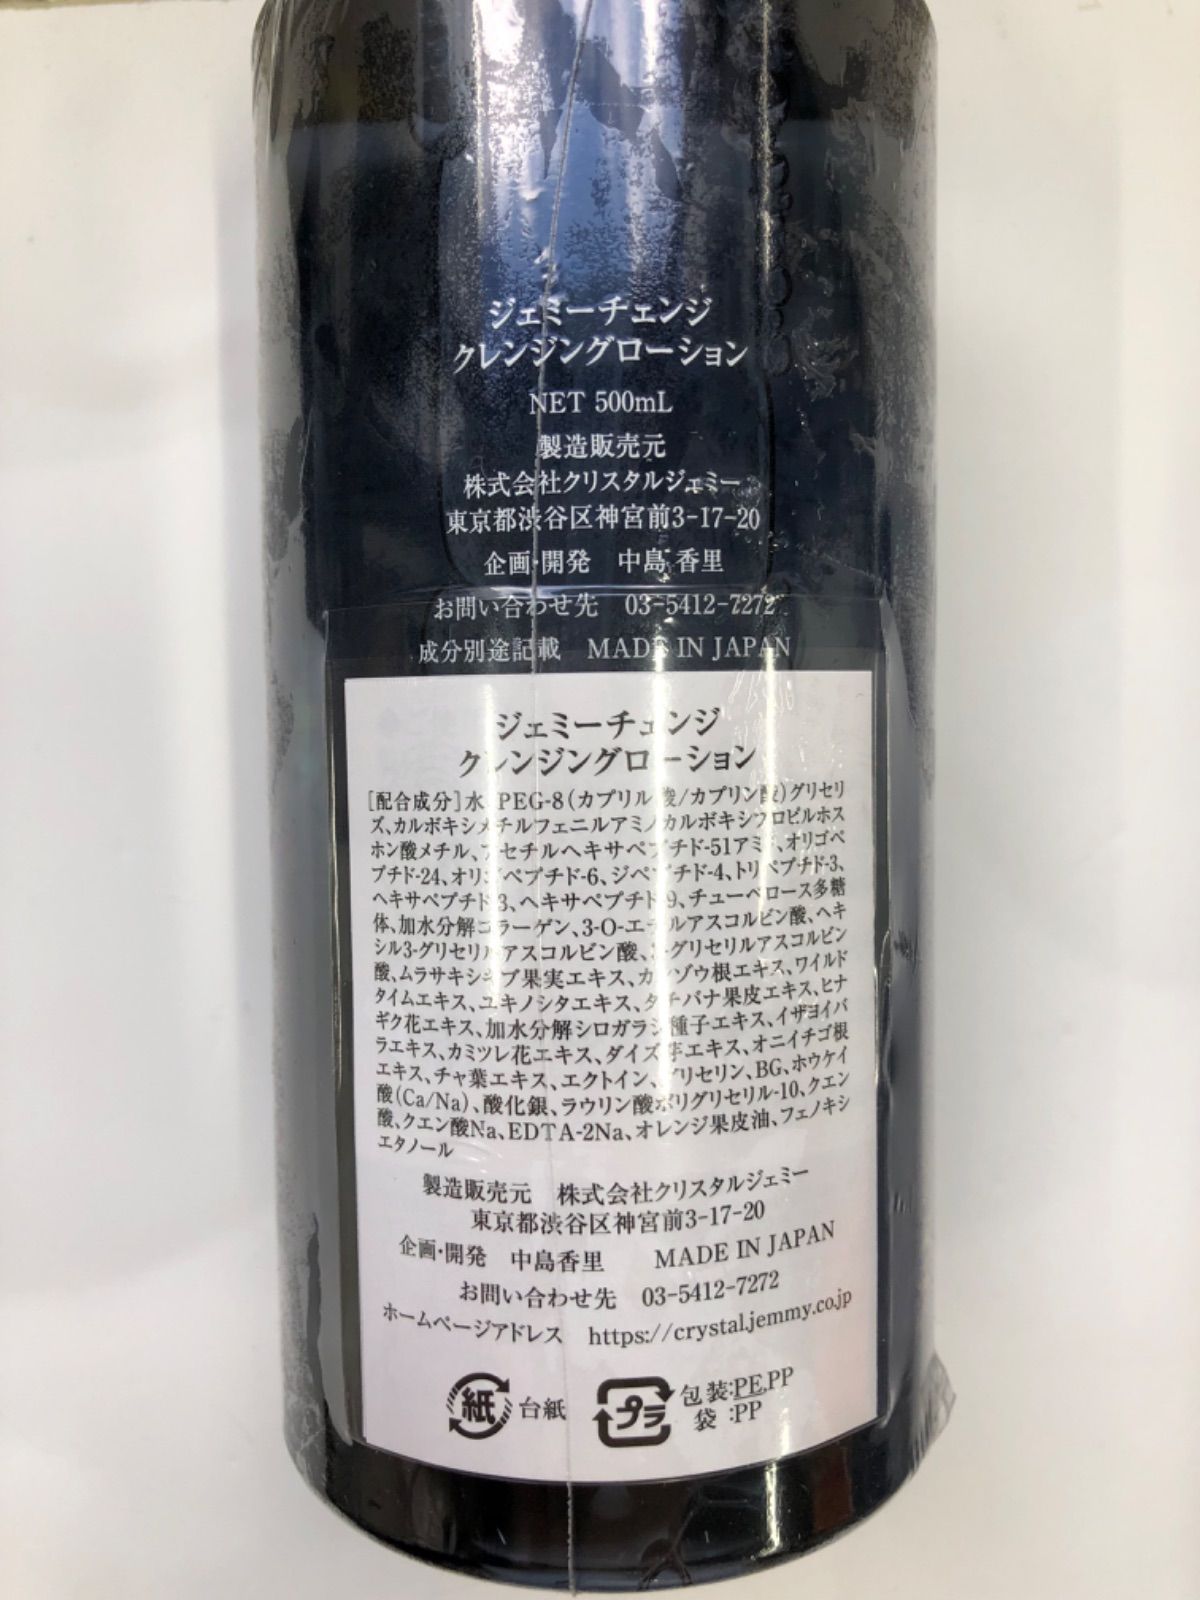 ジェミーチェンジ
クレンジングローション
NET 500mL
製造販売元
株式会社クリスタルジェミー
東京都渋谷区神宮前3-17-20
企画・開発　中島 香里
お問い合わせ先　03-5412-7272
成分別途記載　MADE IN JAPAN
ジェミーチェンジ
クレンジングローション
[配合成分]水、PEG-8(カプリル酸/カプリン酸)グリセリ
ズ、カルボキシメチルフェニルアミノカルボキシプロピルホス
ホン酸メチル、アセチルヘキサペプチド-51アミド、オリゴペ
プチド-24、オリゴペプチド-6、ジペプチド-4、トリペプチド-3、
ヘキサペプチド-3、ヘキサペプチド-9、チューベロース多糖
体、加水分解コラーゲン、3-O-エチルアスコルビン酸、ヘキ
シル3-グリセリルアスコルビン酸、3-グリセリルアスコルビン
酸、ムラサキシキブ果実エキス、カンゾウ根エキス、ワイルド
タイムエキス、ユキノシタエキス、タチバナ果皮エキス、ヒナ
ギク花エキス、加水分解シロガラシ種子エキス、イザヨイバ
ラエキス、カミツレ花エキス、ダイズ芽エキス、オニイチゴ根
エキス、チャ葉エキス、エクトイン、グリセリン、BG、ホウケイ
酸(Ca/Na)、酸化銀、ラウリン酸ポリグリセリル-10、クエン
酸、クエン酸Na、EDTA-2Na、オレンジ果皮油、フェノキシ
エタノール
製造販売元　株式会社クリスタルジェミー
東京都渋谷区神宮前3-17-20
企画・開発　中島香里　MADE IN JAPAN
お問い合わせ先　03-5412-7272
ホームページアドレス　https://crystal.jemmy.co.jp
紙 台紙 プラ 包装:PE,PP
袋:PP